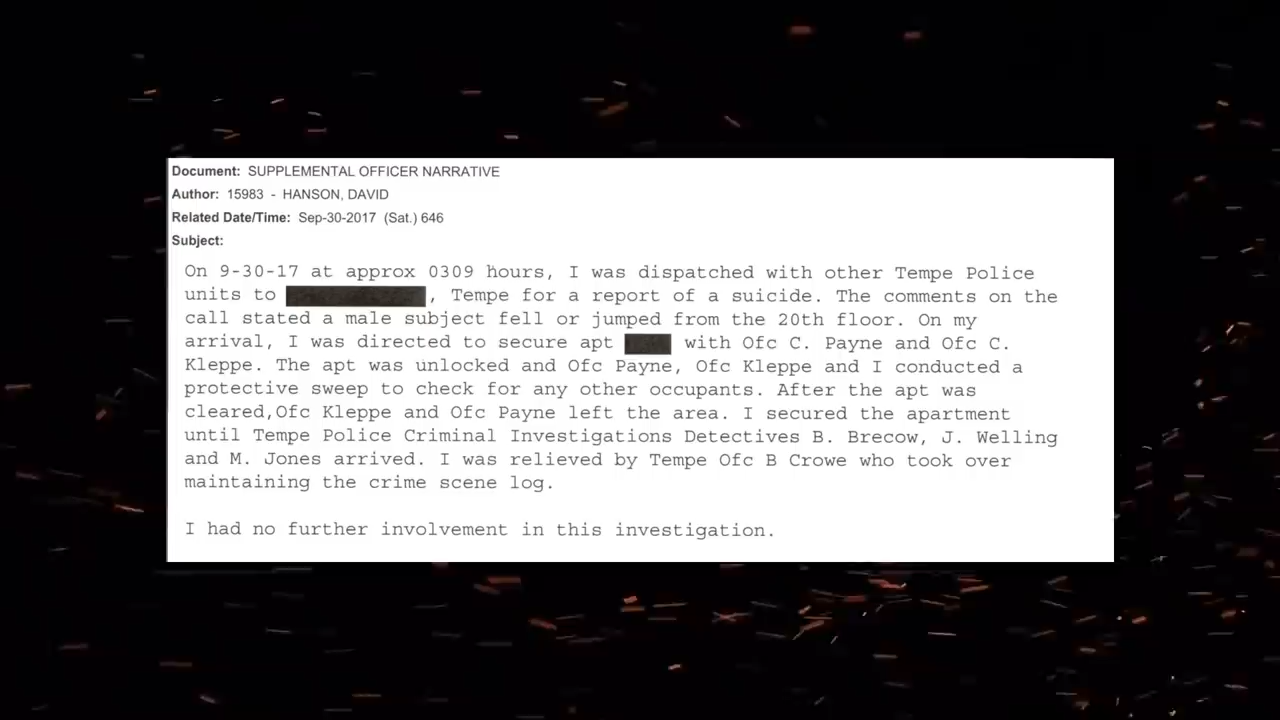 Document: SUPPLEMENTAL OFFICER NARRATIVE
Author: 15983 - HANSON, DAVID
Related Date/Time: Sep-30-2017 (Sat.) 646
Subject:
On 9-30-17 at approx 0309 hours, I was dispatched with other Tempe Police
units to , Tempe for a report of a suicide. The comments on the
call stated a male subject fell or jumped from the 20th floor. On my
arrival, I was directed to secure apt with Ofc C. Payne and Ofc C.
Kleppe. The apt was unlocked and Ofc Payne, Ofc Kleppe and I conducted a
protective sweep to check for any other occupants. After the apt was
cleared,Ofc Kleppe and Ofc Payne left the area. I secured the apartment
until Tempe Police Criminal Investigations Detectives B. Brecow, J. Welling
and M. Jones arrived. I was relieved by Tempe Ofc B Crowe who took over
maintaining the crime scene log.
I had no further involvement in this investigation.